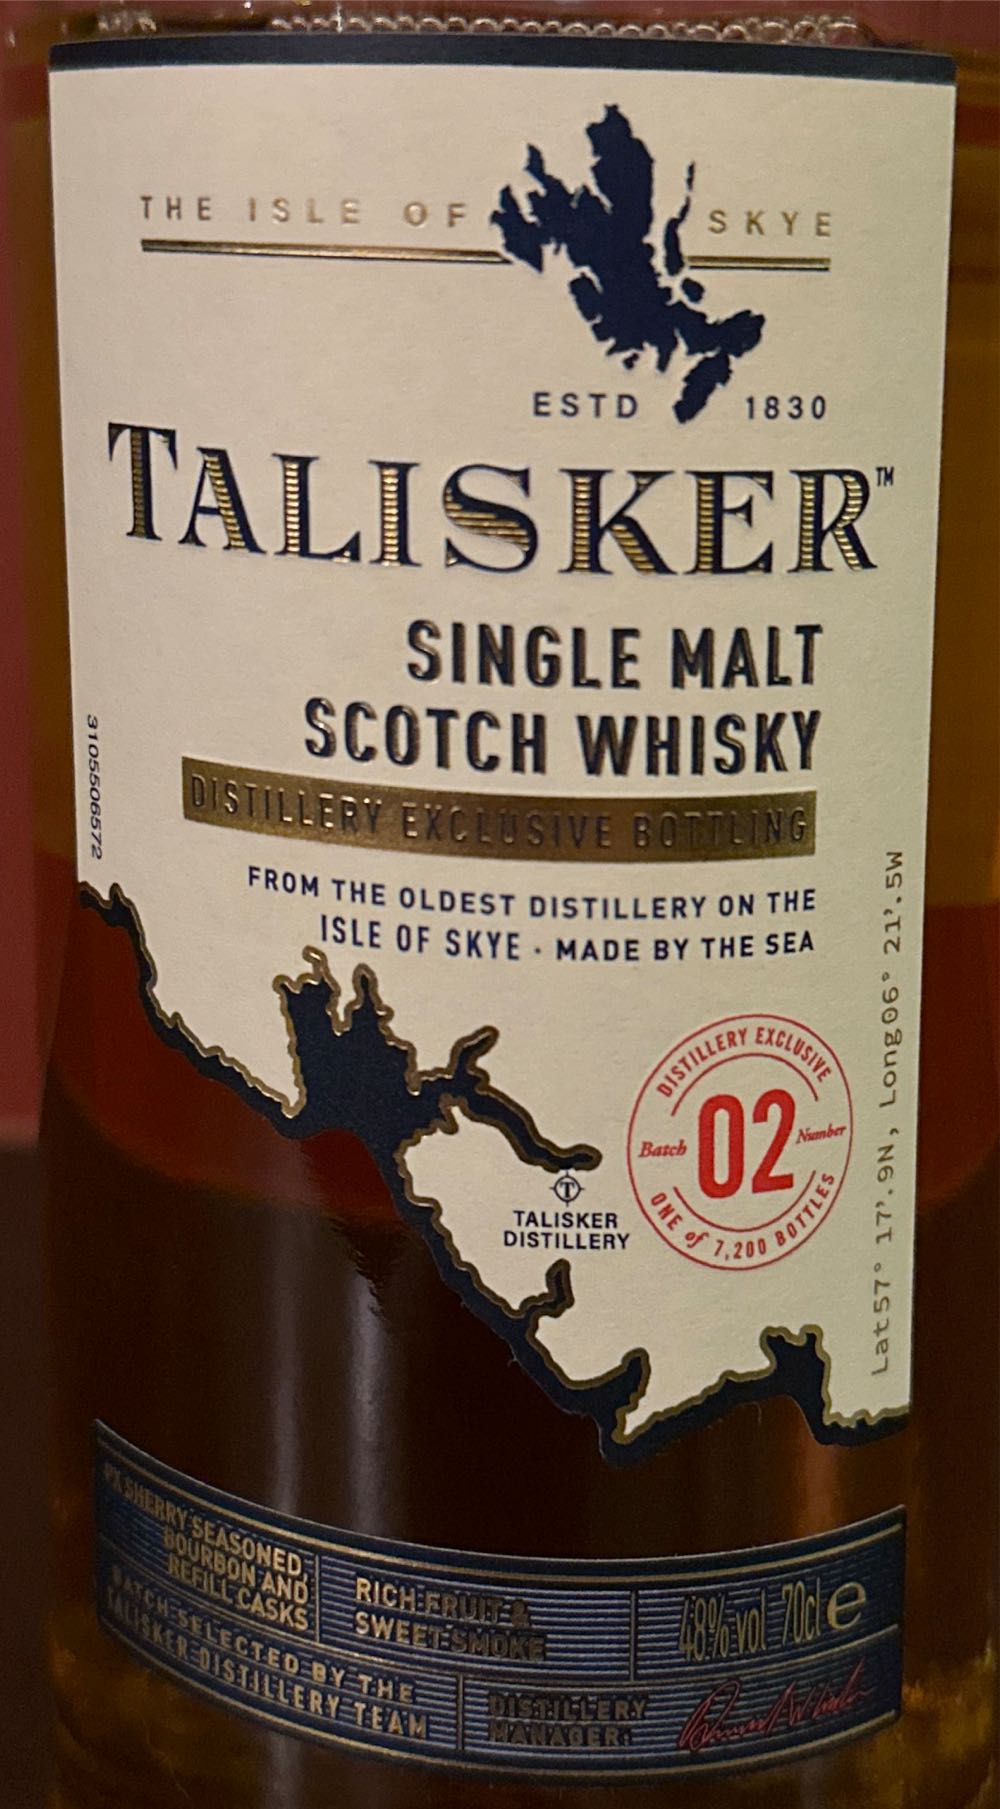 THE ISLE OF SKYE
ESTD 1830
TALISKER™
SINGLE MALT
SCOTCH WHISKY
DISTILLERY EXCLUSIVE BOTTLING
FROM THE OLDEST DISTILLERY ON THE
ISLE OF SKYE · MADE BY THE SEA
3105506572
DISTILLERY EXCLUSIVE
Batch 02 Number
ONE of 7,200 BOTTLES
TALISKER
DISTILLERY
Lat57° 17'.9N, Long06° 21'.5W
PX SHERRY SEASONED,
BOURBON AND
REFILL CASKS
RICH FRUIT &
SWEET SMOKE
48%vol 70cl e
BATCH SELECTED BY THE
TALISKER DISTILLERY TEAM
DISTILLERY
MANAGER: